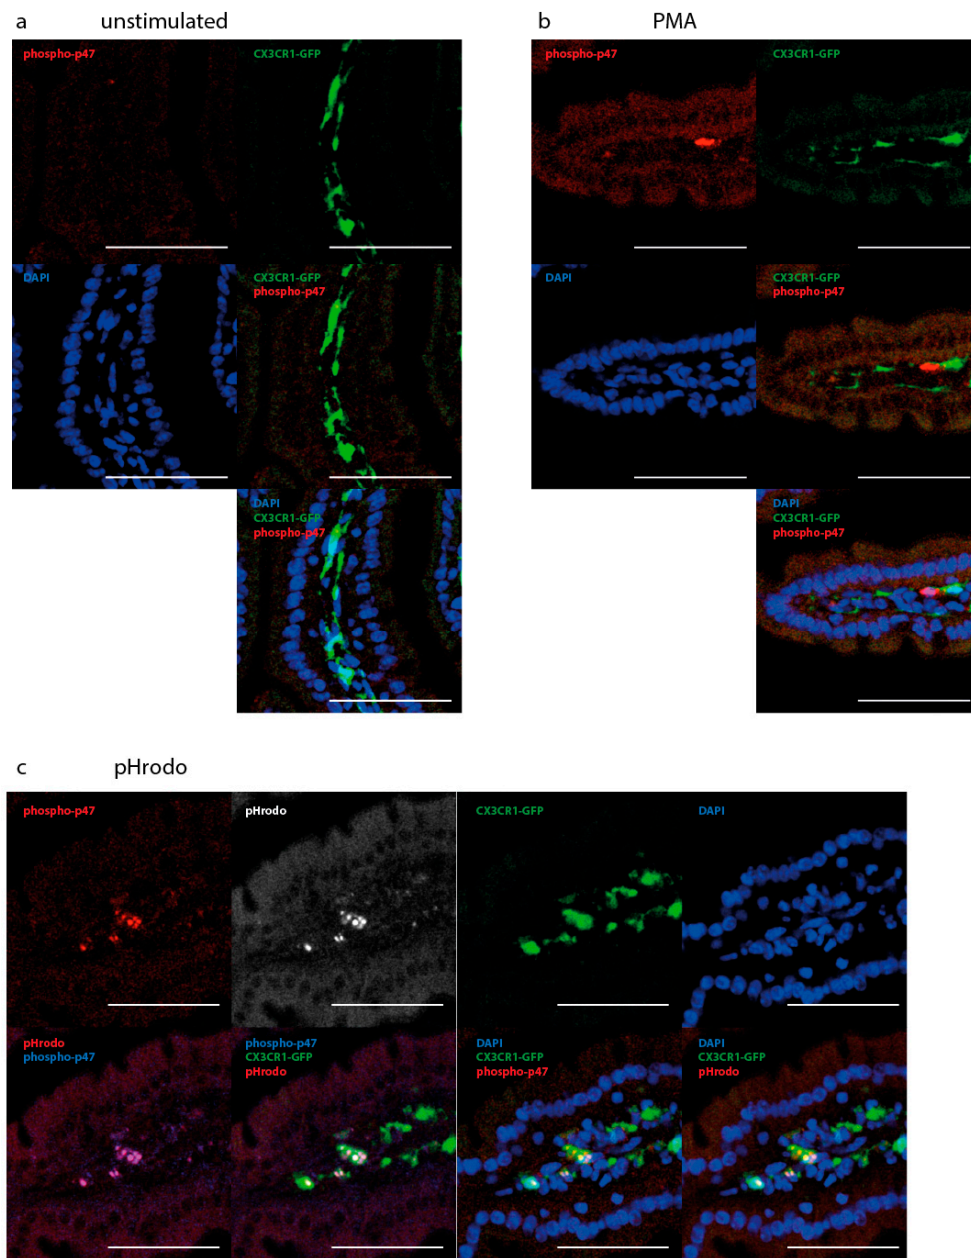 a unstimulated
phospho-p47
CX3CR1-GFP
DAPI
CX3CR1-GFP
phospho-p47
DAPI
CX3CR1-GFP
phospho-p47
b PMA
phospho-p47
CX3CR1-GFP
DAPI
CX3CR1-GFP
phospho-p47
DAPI
CX3CR1-GFP
phospho-p47
c pHrodo
phospho-p47
pHrodo
CX3CR1-GFP
DAPI
pHrodo
phospho-p47
phospho-p47
CX3CR1-GFP
pHrodo
DAPI
CX3CR1-GFP
phospho-p47
DAPI
CX3CR1-GFP
pHrodo